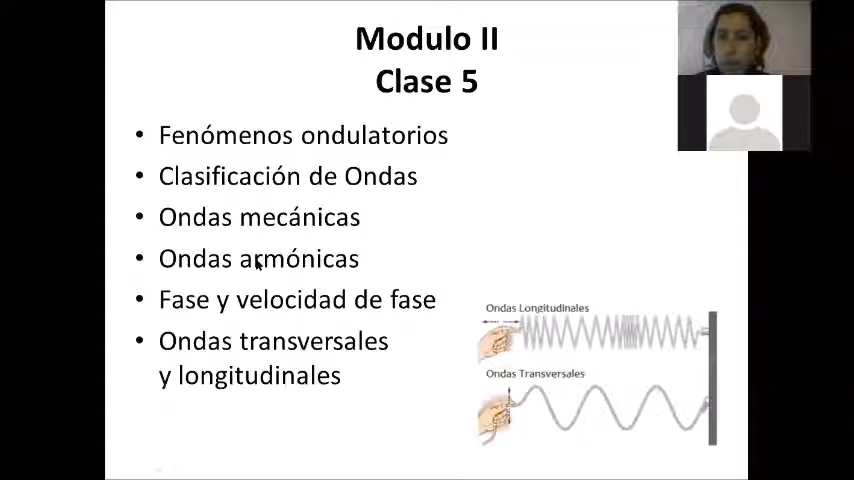 Modulo II
Clase 5
• Fenómenos ondulatorios
• Clasificación de Ondas
• Ondas mecánicas
• Ondas armónicas
• Fase y velocidad de fase
• Ondas transversales
y longitudinales
Ondas Longitudinales
Ondas Transversales